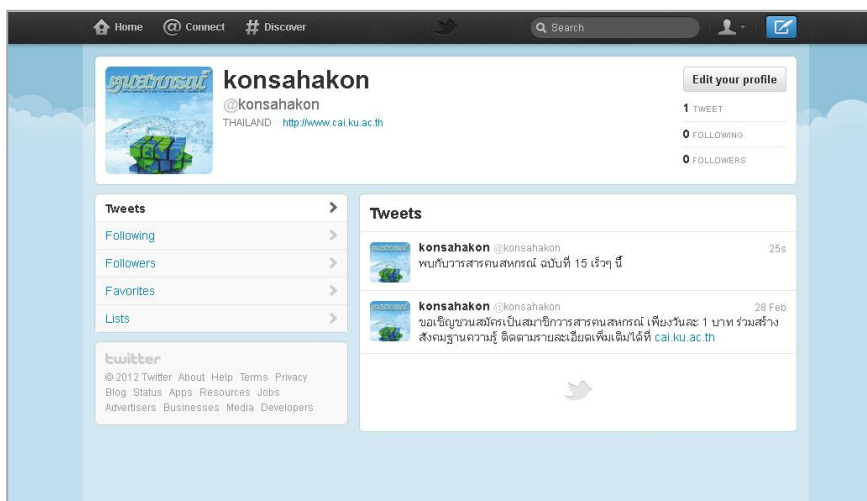 Home Connect Discover
Search
konsahakon
@konsahakon
THAILAND · http://www.cai.ku.ac.th
Edit your profile
1 TWEET
0 FOLLOWING
0 FOLLOWERS
Tweets
Following
Followers
Favorites
Lists
twitter
© 2012 Twitter About Help Terms Privacy
Blog Status Apps Resources Jobs
Advertisers Businesses Media Developers
Tweets
konsahakon @konsahakon 25s
พบกับวารสารฅนสหกรณ์ ฉบับที่ 15 เร็วๆ นี้
konsahakon @konsahakon 28 Feb
ขอเชิญชวนสมัครเป็นสมาชิกวารสารฅนสหกรณ์ เพียงวันละ 1 บาท ร่วมสร้าง
สังคมฐานความรู้ ติดตามรายละเอียดเพิ่มเติมได้ที่ cai.ku.ac.th